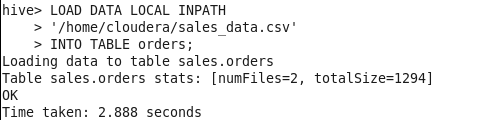 hive> LOAD DATA LOCAL INPATH
    > '/home/cloudera/sales_data.csv'
    > INTO TABLE orders;
Loading data to table sales.orders
Table sales.orders stats: [numFiles=2, totalSize=1294]
OK
Time taken: 2.888 seconds